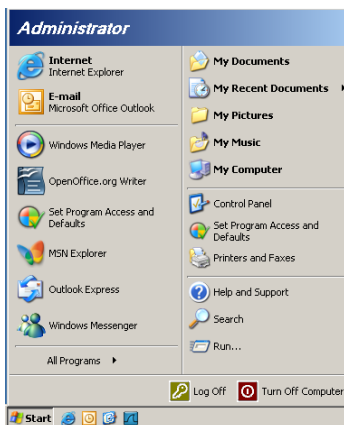 Administrator
Internet
Internet Explorer
E-mail
Microsoft Office Outlook
Windows Media Player
OpenOffice.org Writer
Set Program Access and
Defaults
MSN Explorer
Outlook Express
Windows Messenger
All Programs
My Documents
My Recent Documents
My Pictures
My Music
My Computer
Control Panel
Set Program Access and
Defaults
Printers and Faxes
Help and Support
Search
Run...
Log Off
Turn Off Computer
Start